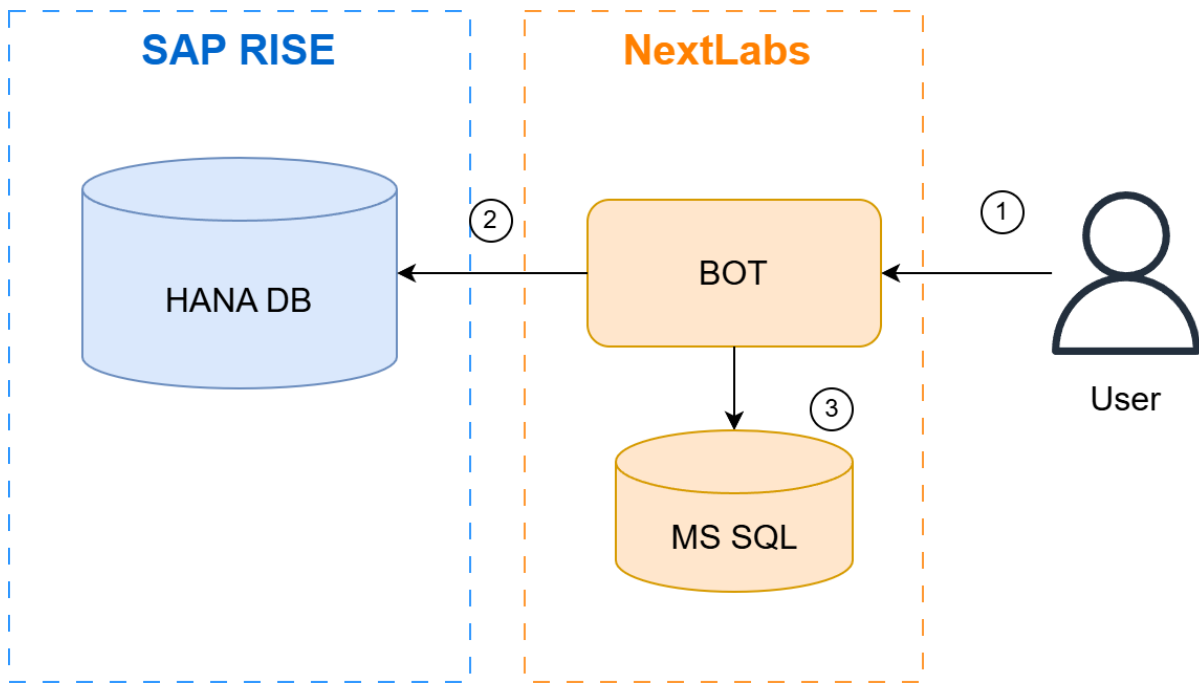 SAP RISE
NextLabs
HANA DB
2
BOT
1
3
MS SQL
User